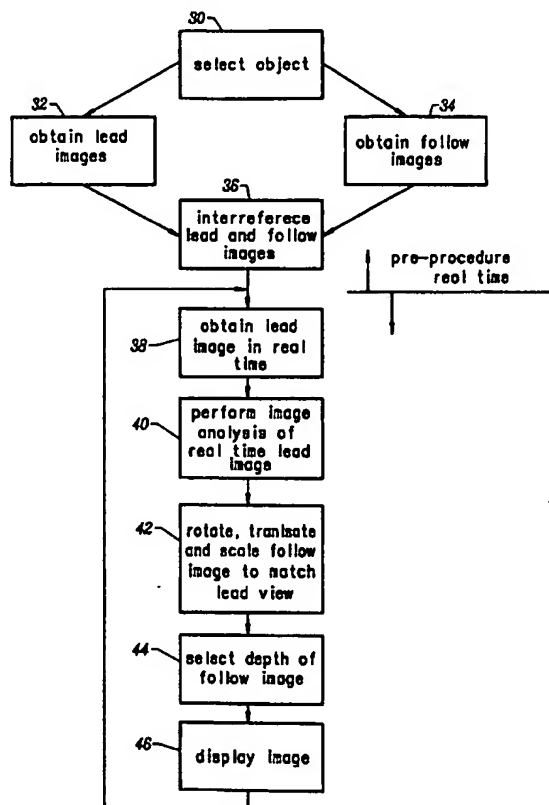 30
select object
32
obtain lead
images
34
obtain follow
images
36
interreferece
lead and follow
images
pre-procedure
real time
38
obtain lead
image in real
time
40
perform image
analysis of
real time lead
image
42
rotate, tranlsate
and scale follow
image to match
lead view
44
select depth of
follow image
46
display image